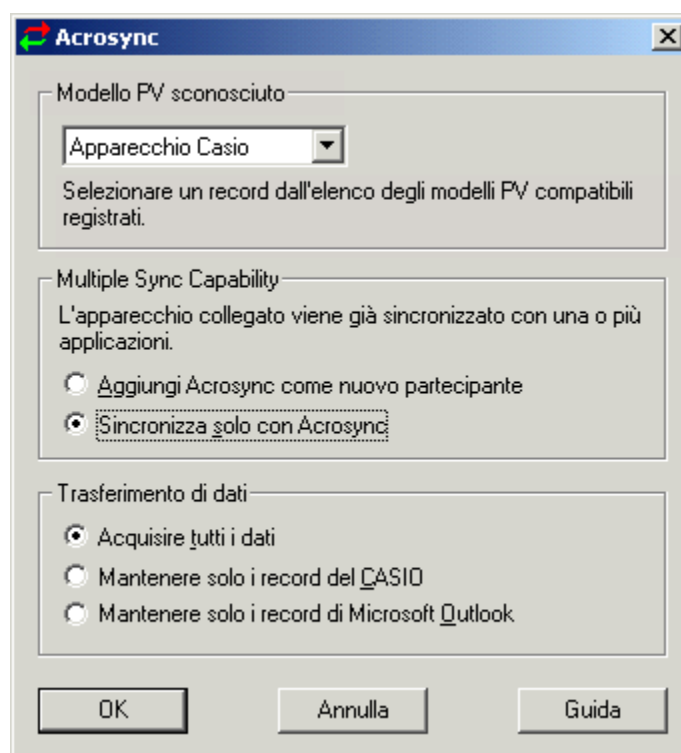 Acrosync
Modello PV sconosciuto
Apparecchio Casio
Selezionare un record dall'elenco degli modelli PV compatibili
registrati.
Multiple Sync Capability
L'apparecchio collegato viene già sincronizzato con una o più
applicazioni.
Aggiungi Acrosync come nuovo partecipante
Sincronizza solo con Acrosync
Trasferimento di dati
Acquisire tutti i dati
Mantenere solo i record del CASIO
Mantenere solo i record di Microsoft Outlook
OK Annulla Guida